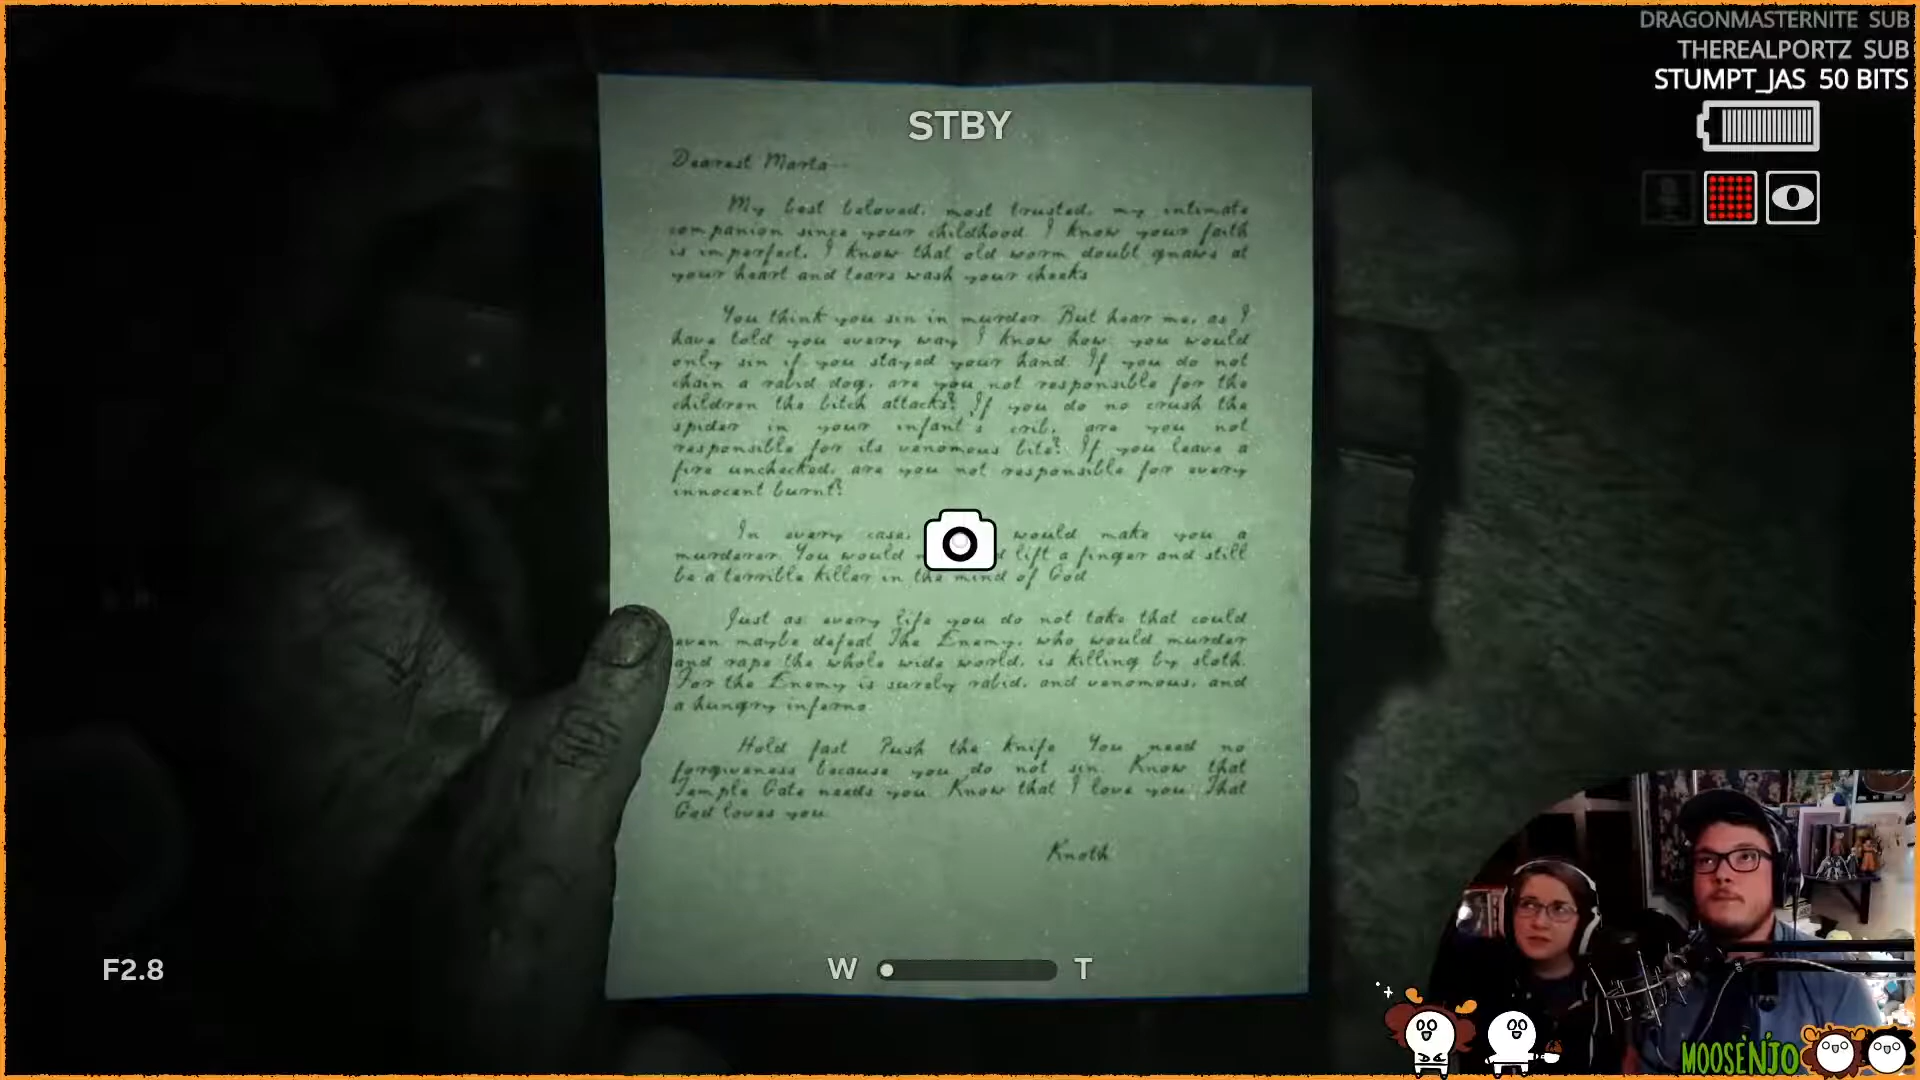 DRAGONMASTERNITE SUB
THEREALPORTZ SUB
STUMPT_JAS 50 BITS
STBY
Dearest Marta--
My best beloved, most trusted, my intimate
companion since your childhood. I know your faith
is imperfect. I know that old worm doubt gnaws at
your heart and tears wash your cheeks
You think you sin in murder. But hear me, as I
have told you every way I know how: you would
only sin if you stayed your hand. If you do not
chain a rabid dog, are you not responsible for the
children the bitch attacks? If you do no crush the
spider in your infant's crib, are you not
responsible for its venomous bite? If you leave a
fire unchecked, are you not responsible for every
innocent burnt?
In every case, would make you a
murderer. You would lift a finger and still
be a terrible killer in the mind of God.
Just as every life you do not take that could
even maybe defeat The Enemy, who would murder
and rape the whole wide world, is killing by sloth.
For the Enemy is surely rabid, and venomous, and
a hungry inferno.
Hold fast. Push the knife. You need no
forgiveness because you do not sin. Know that
Temple Gate needs you. Know that I love you. That
God loves you.
Knoth
F2.8
W T
MOOSENJO